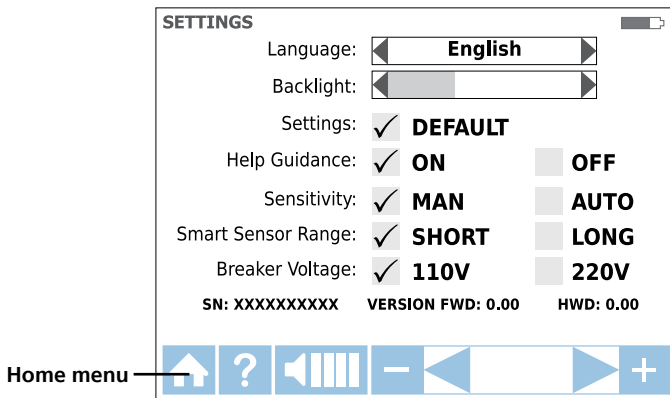 SETTINGS
Language: English
Backlight:
Settings: DEFAULT
Help Guidance: ON OFF
Sensitivity: MAN AUTO
Smart Sensor Range: SHORT LONG
Breaker Voltage: 110V 220V
SN: XXXXXXXXXX VERSION FWD: 0.00 HWD: 0.00
Home menu ? − +